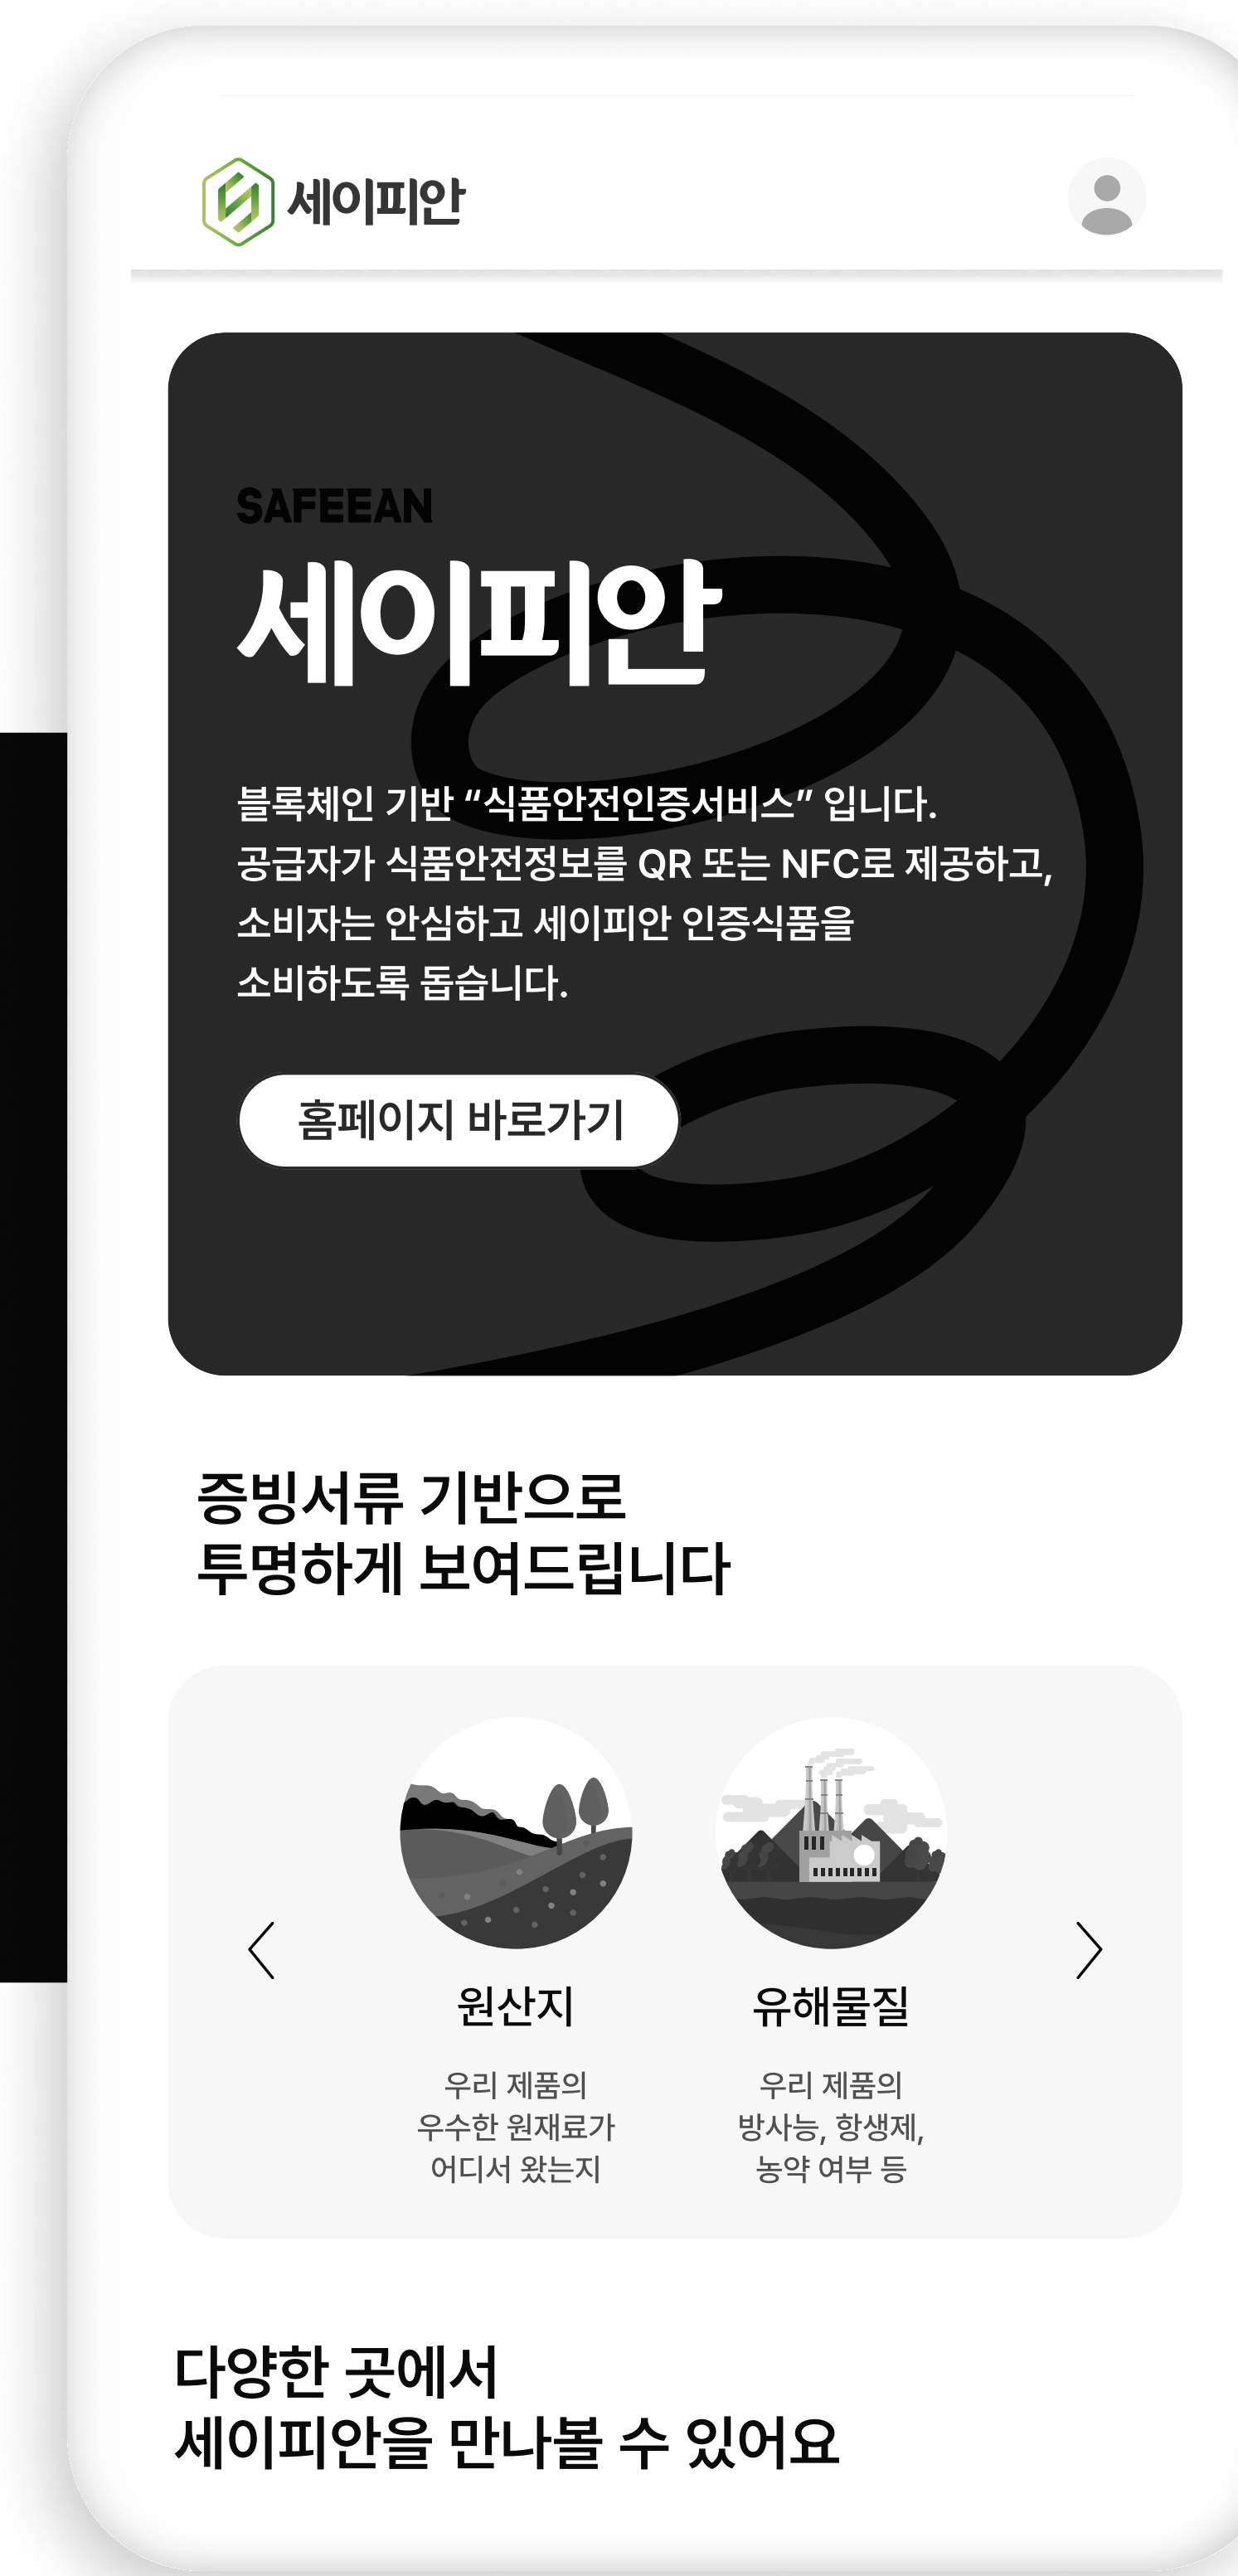 세이피안
SAFEEAN
세이피안
블록체인 기반 “식품안전인증서비스” 입니다.
공급자가 식품안전정보를 QR 또는 NFC로 제공하고,
소비자는 안심하고 세이피안 인증식품을
소비하도록 돕습니다.
홈페이지 바로가기
증빙서류 기반으로
투명하게 보여드립니다
원산지
우리 제품의
우수한 원재료가
어디서 왔는지
유해물질
우리 제품의
방사능, 항생제,
농약 여부 등
다양한 곳에서
세이피안을 만나볼 수 있어요